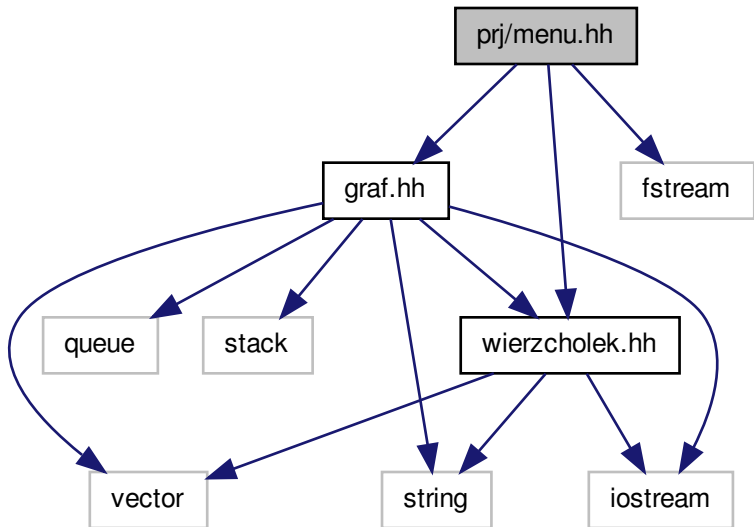 prj/menu.hh
graf.hh
fstream
queue
stack
wierzcholek.hh
vector
string
iostream